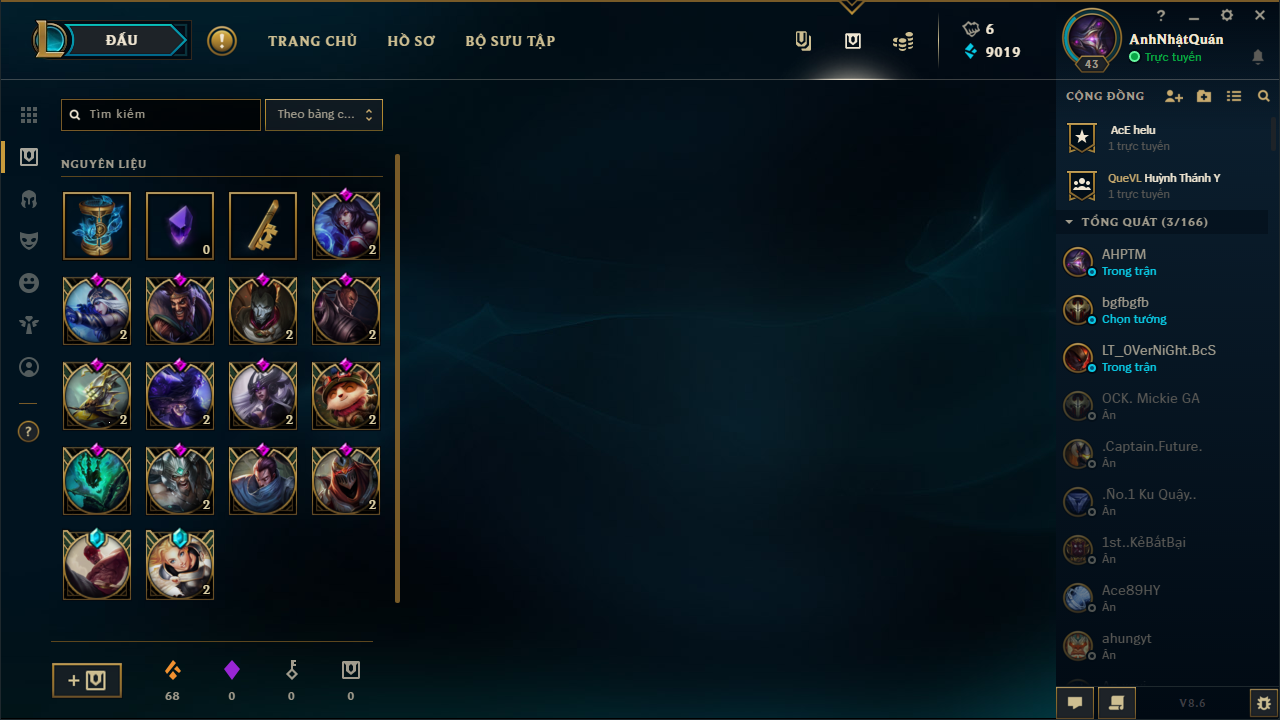 ĐẤU
TRANG CHỦ
HỒ SƠ
BỘ SƯU TẬP
6
9019
43
AnhNhậtQuán
Trực tuyến
Tìm kiếm
Theo bảng c...
NGUYÊN LIỆU
0
2
2
2
2
2
2
2
2
2
2
2
2
68
0
0
0
CỘNG ĐỒNG
AcE helu
1 trực tuyến
QueVL Huỳnh Thánh Y
1 trực tuyến
TỔNG QUÁT (3/166)
AHPTM
Trong trận
bgfbgfb
Chọn tướng
LT_0VerNiGht.BcS
Trong trận
OCK. Mickie GA
Ẩn
.Captain.Future.
Ẩn
.Ño.1 Ku Quậy..
Ẩn
1st..KẻBấtBại
Ẩn
Ace89HY
Ẩn
ahungyt
Ẩn
V8.6